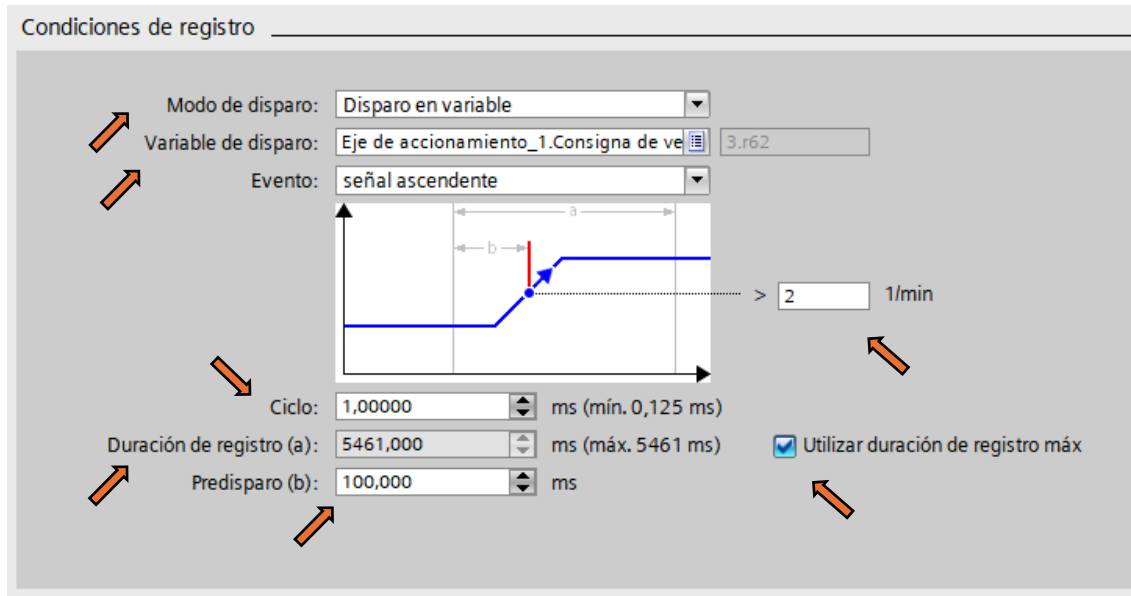 Condiciones de registro
Modo de disparo: Disparo en variable
Variable de disparo: Eje de accionamiento_1.Consigna de ve 3.r62
Evento: señal ascendente
a
b
> 2 1/min
Ciclo: 1,00000 ms (mín. 0,125 ms)
Duración de registro (a): 5461,000 ms (máx. 5461 ms) Utilizar duración de registro máx
Predisparo (b): 100,000 ms